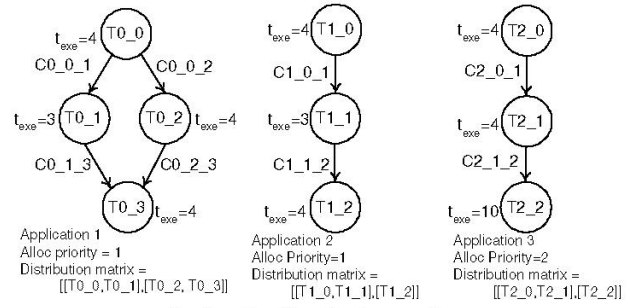 t_exe=4 T0_0
C0_0_1 C0_0_2
t_exe=3 T0_1 T0_2 t_exe=4
C0_1_3 C0_2_3
T0_3 t_exe=4
Application 1
Alloc priority = 1
Distribution matrix =
[[T0_0,T0_1],[T0_2, T0_3]]
t_exe=4 T1_0
C1_0_1
t_exe=3 T1_1
C1_1_2
t_exe=4 T1_2
Application 2
Alloc Priority=1
Distribution matrix =
[[T1_0,T1_1],[T1_2]]
t_exe=4 T2_0
C2_0_1
t_exe=4 T2_1
C2_1_2
t_exe=10 T2_2
Application 3
Alloc Priority=2
Distribution matrix =
[[T2_0,T2_1],[T2_2]]